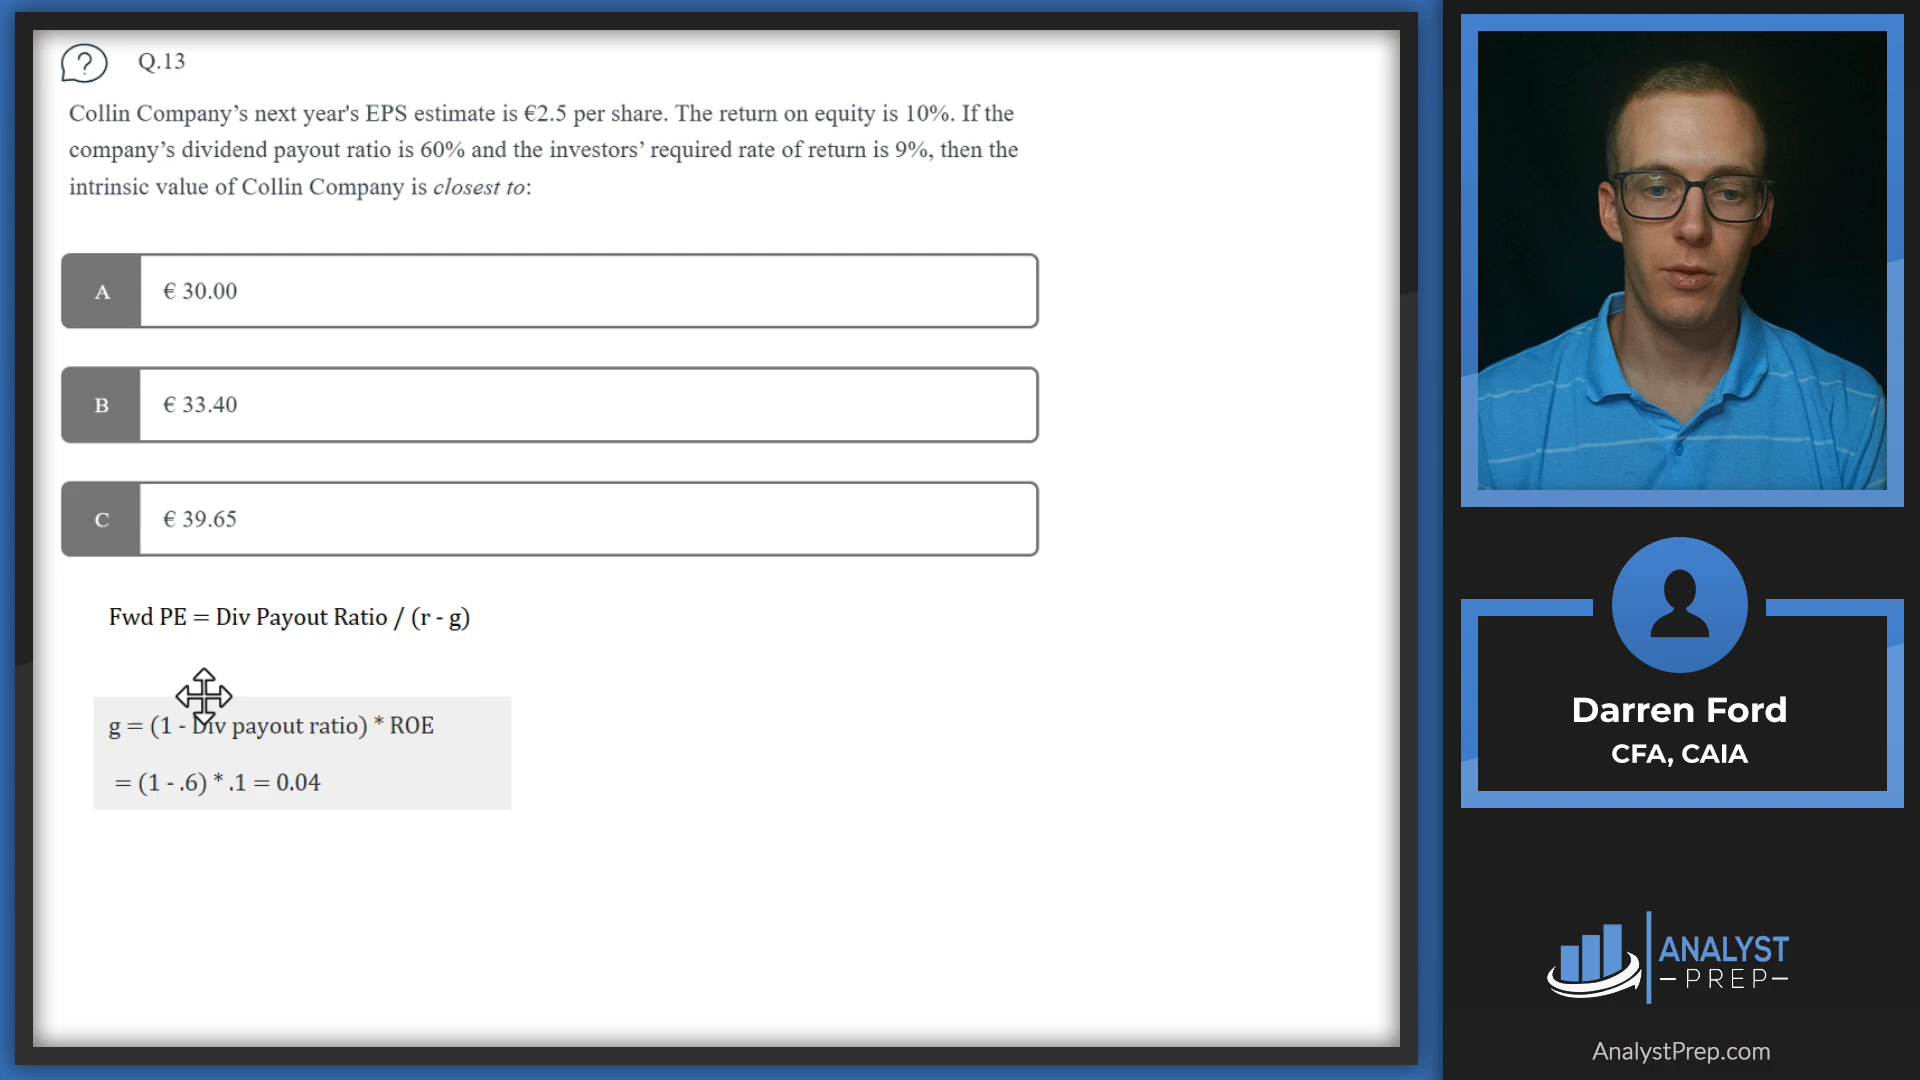 ?
Q.13
Collin Company’s next year's EPS estimate is €2.5 per share. The return on equity is 10%. If the
company’s dividend payout ratio is 60% and the investors’ required rate of return is 9%, then the
intrinsic value of Collin Company is closest to:
A
€ 30.00
B
€ 33.40
C
€ 39.65
Fwd PE = Div Payout Ratio / (r - g)
g = (1 - Div payout ratio) * ROE
= (1 - .6) * .1 = 0.04
Darren Ford
CFA, CAIA
ANALYST
PREP
AnalystPrep.com